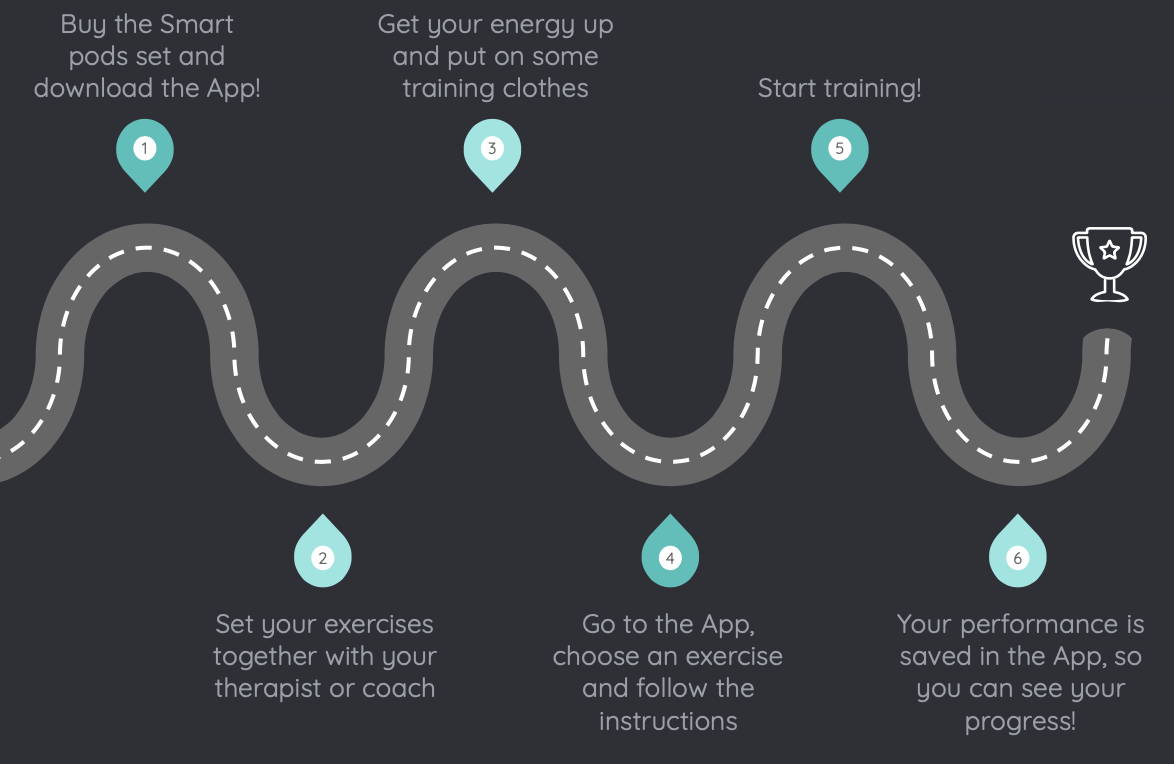 Buy the Smart
pods set and
download the App!
1
Set your exercises
together with your
therapist or coach
2
Get your energy up
and put on some
training clothes
3
Go to the App,
choose an exercise
and follow the
instructions
4
Start training!
5
Your performance is
saved in the App, so
you can see your
progress!
6